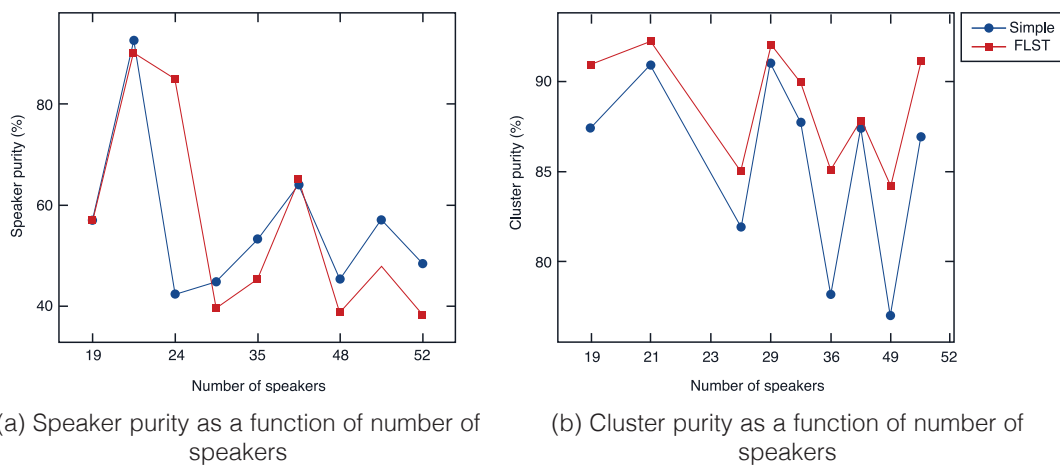 Speaker purity (%)
80
60
40
19 24 35 48 52
Number of speakers
(a) Speaker purity as a function of number of
speakers
Cluster purity (%)
90
85
80
19 21 23 29 36 49 52
Number of speakers
(b) Cluster purity as a function of number of
speakers
Simple
FLST